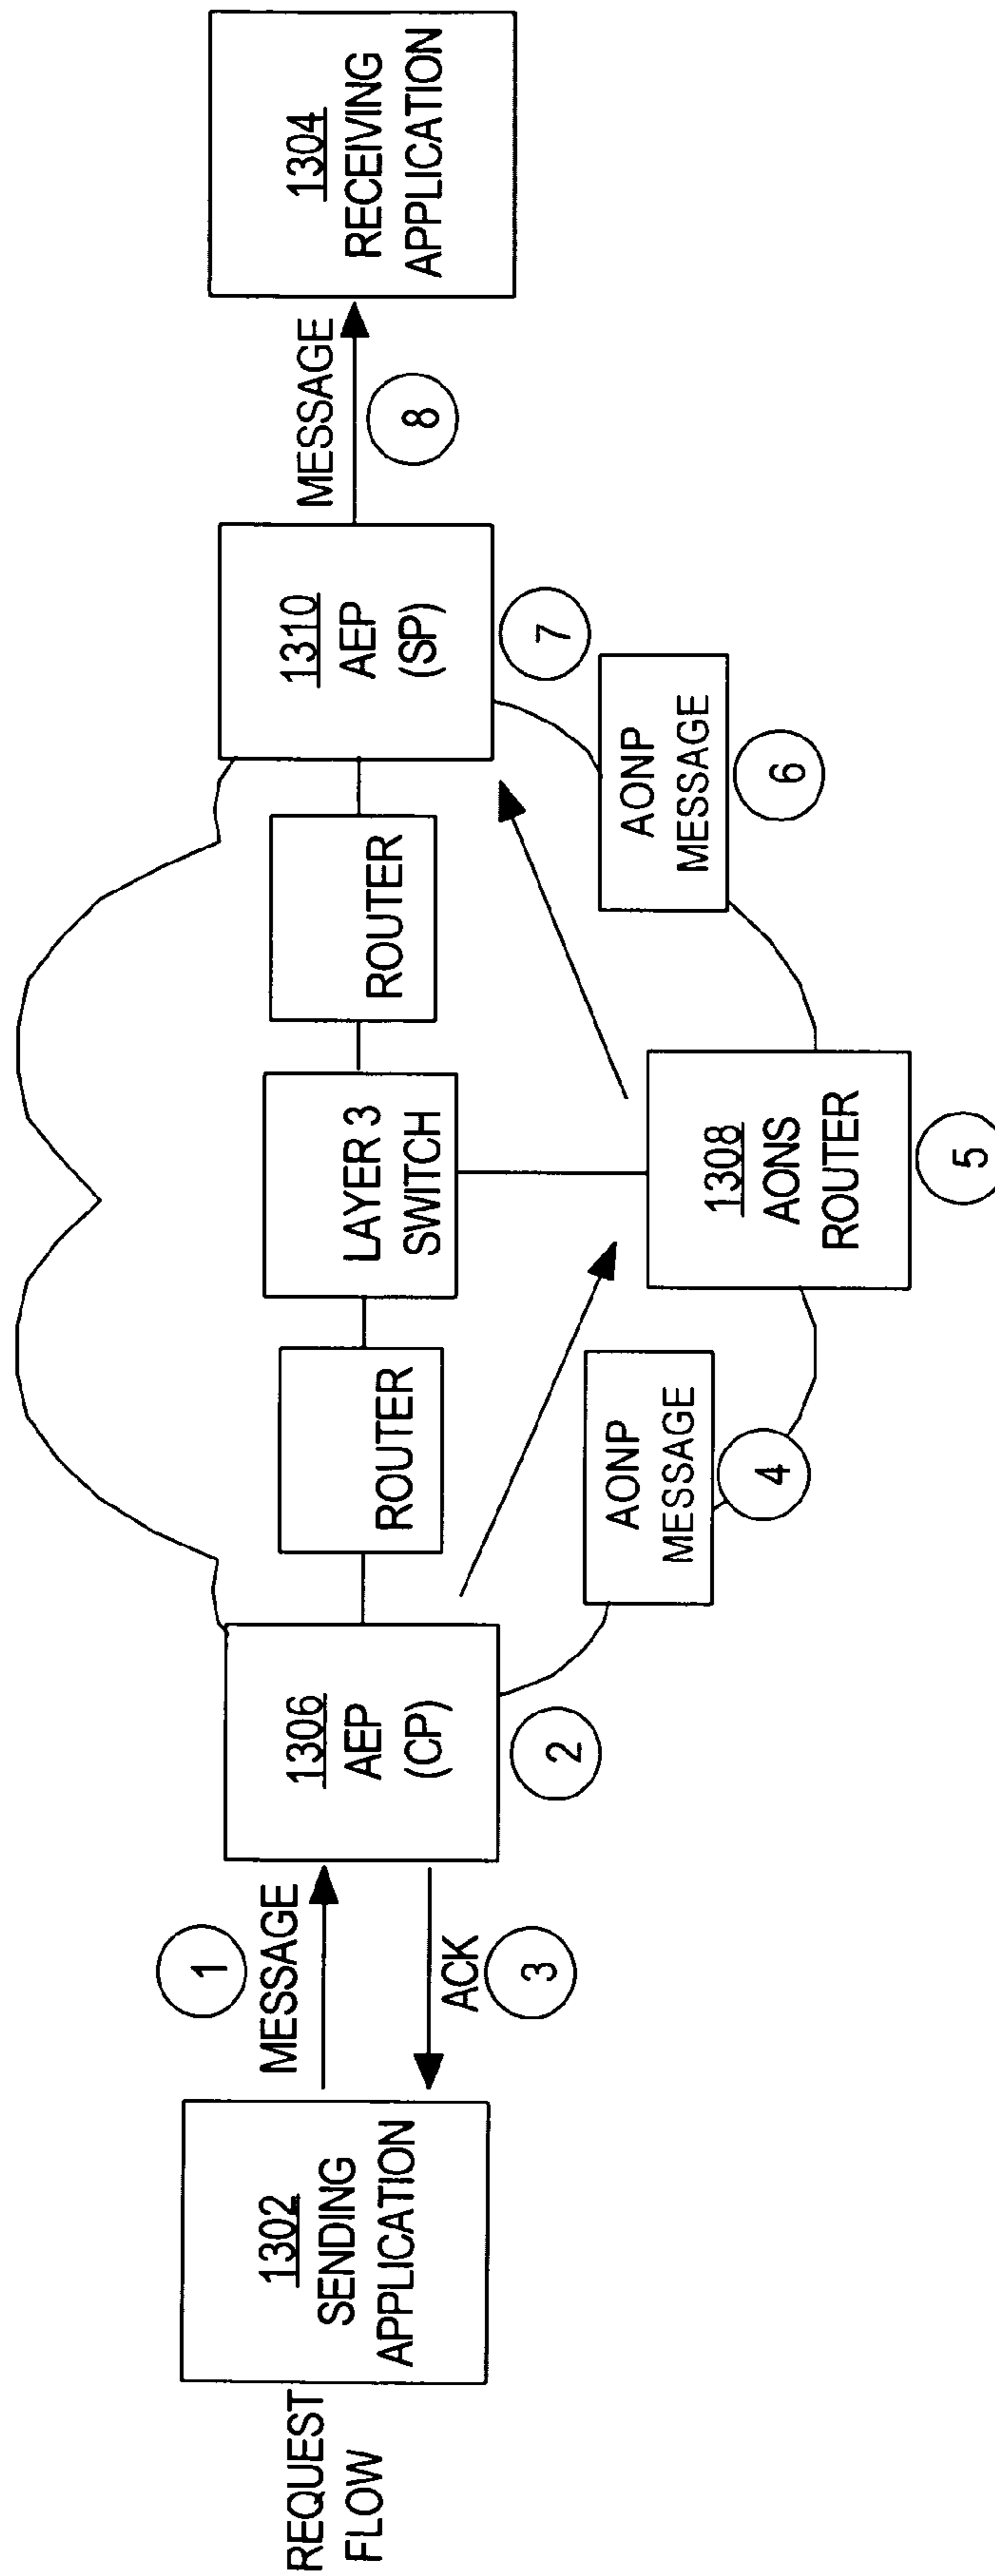 REQUEST
FLOW
1302
SENDING
APPLICATION
1
MESSAGE
ACK
3
1306
AEP
(CP)
2
ROUTER
AONP
MESSAGE
4
LAYER 3
SWITCH
1308
AONS
ROUTER
5
ROUTER
AONP
MESSAGE
6
1310
AEP
(SP)
7
MESSAGE
8
1304
RECEIVING
APPLICATION